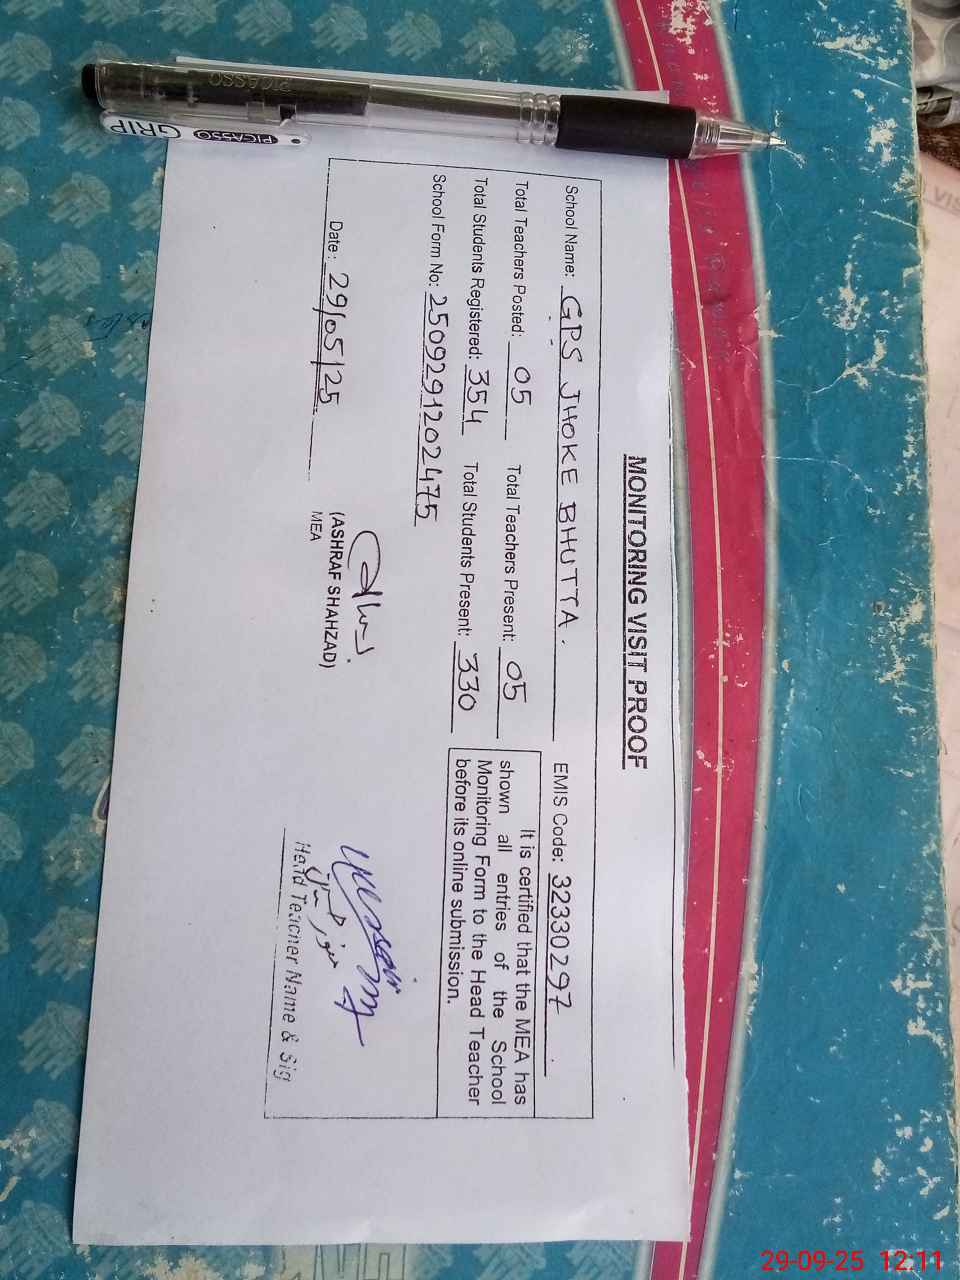 MONITORING VISIT PROOF
School Name: GPS JHOKE BHUTTA. EMIS Code: 32330297
Total Teachers Posted: 05 Total Teachers Present: 05
Total Students Registered: 354 Total Students Present: 330
School Form No: 2509291202475
It is certified that the MEA has
shown all entries of the School
Monitoring Form to the Head Teacher
before its online submission.
Date: 29/05/25
(ASHRAF SHAHZAD)
MEA
Head Teacher Name & Sig
PICASSO
PICASSO GRIP
29-09-25 12:11